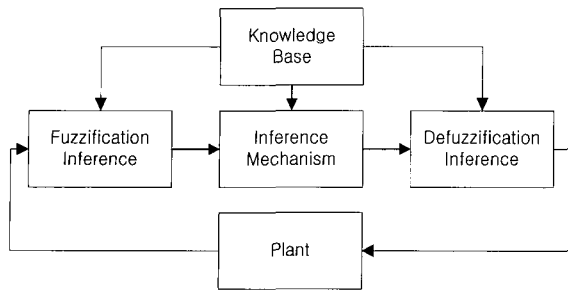 Knowledge
Base
Fuzzification
Inference
Inference
Mechanism
Defuzzification
Inference
Plant